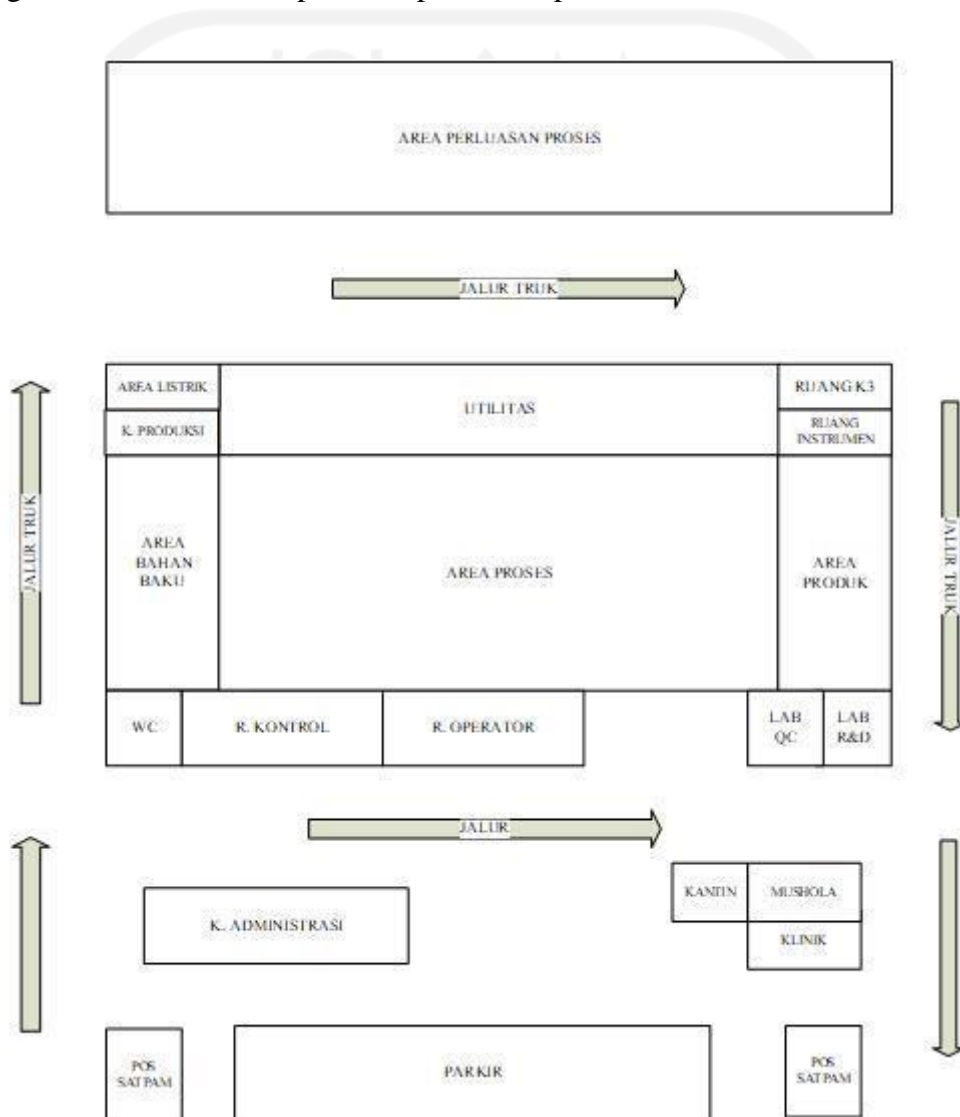 AREA PERLUASAN PROSES
JALUR TRUK
AREA LISTRIK
UTILITAS
RUANG K3
K. PRODUKSI
RUANG
INSTRUMEN
JALUR TRUK
AREA
BAHAN
BAKU
AREA PROSES
AREA
PRODUK
JALUR TRUK
WC
R. KONTROL
R. OPERATOR
LAB
QC
LAB
R&D
JALUR
KANTIN
MUSHOLA
K. ADMINISTRASI
KLINIK
POS
SATPAM
PARKIR
POS
SATPAM